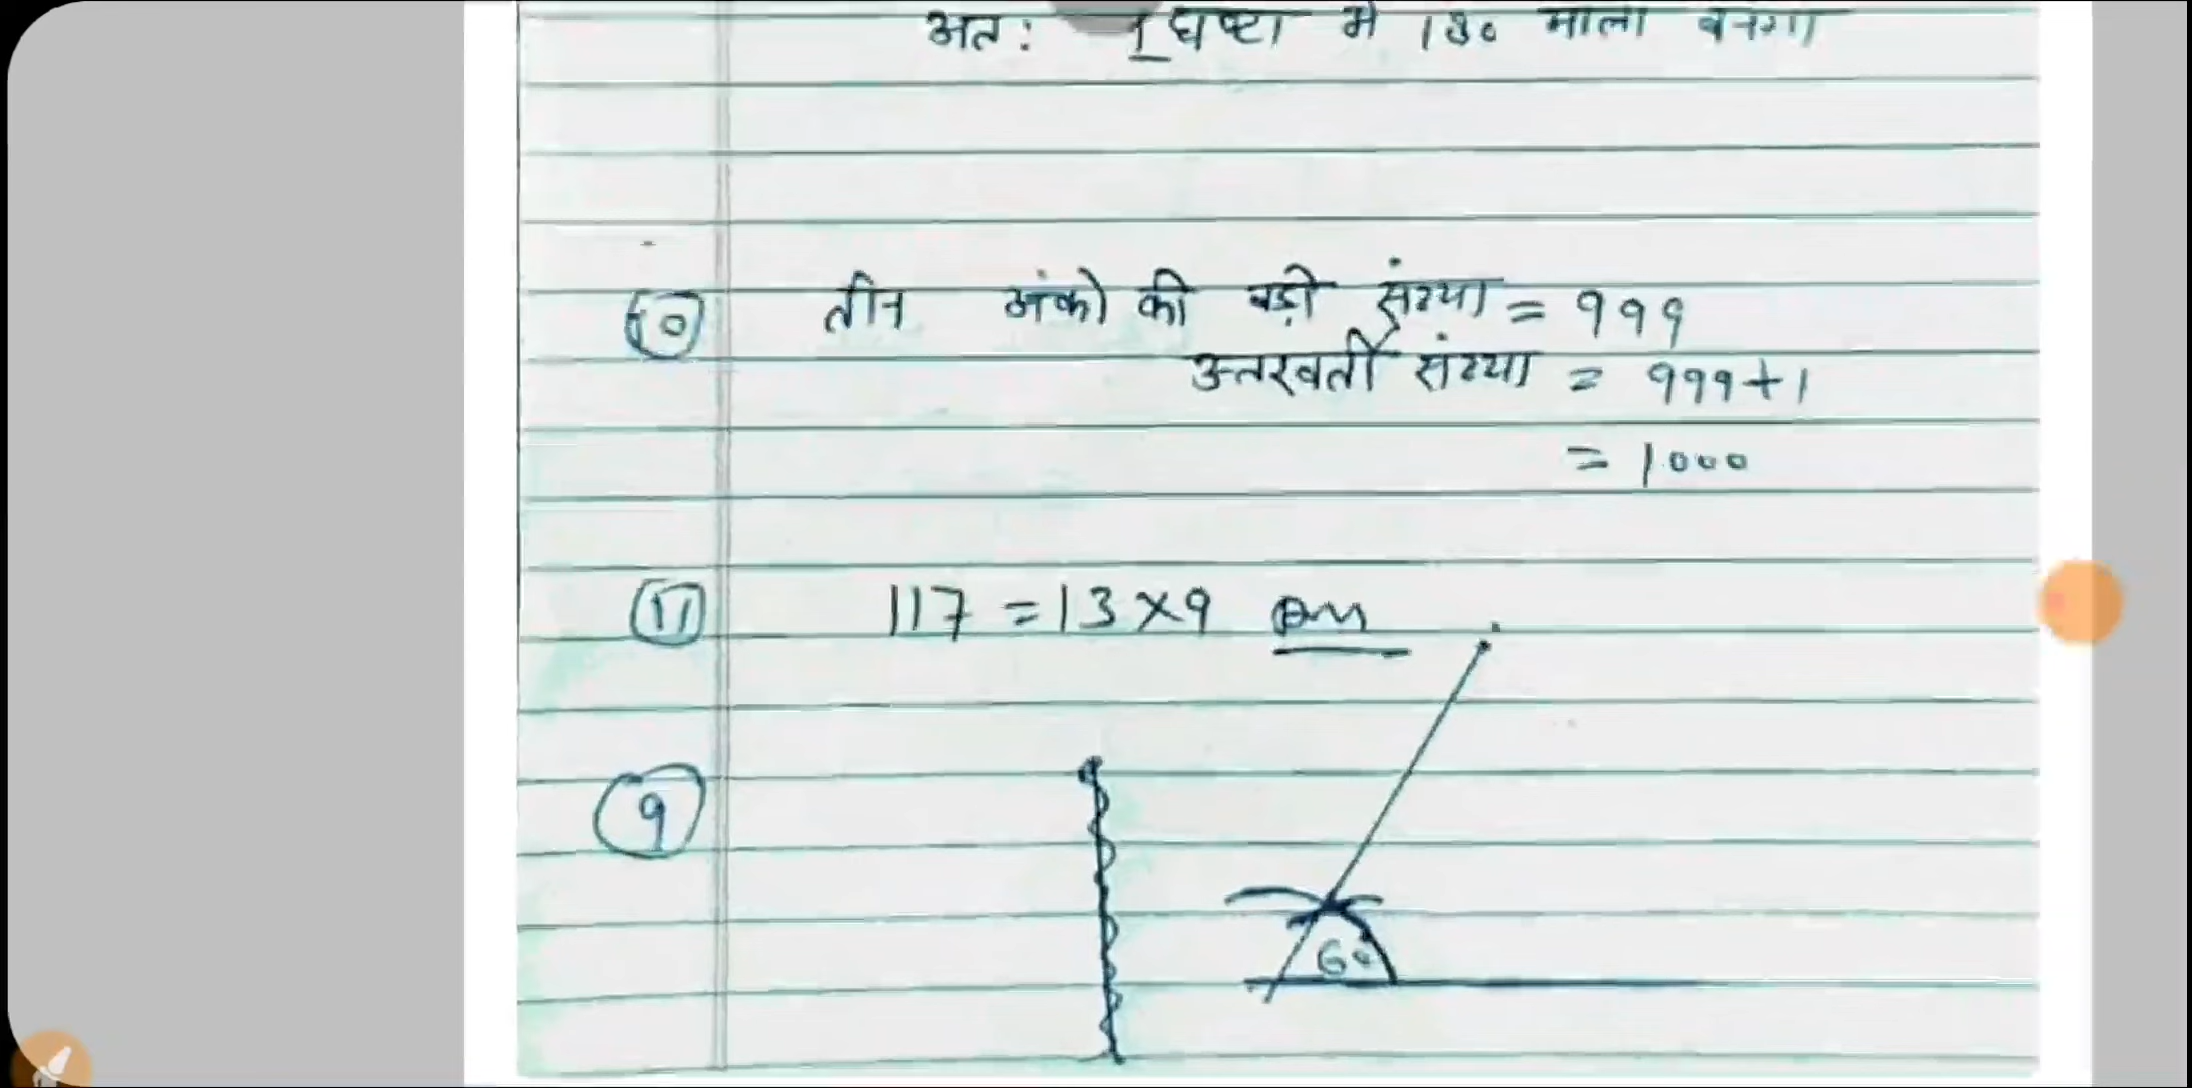 अतः 1 घण्टा मे 180 माला बनेगा
10 तीन अंको की बड़ी संख्या = 999
उत्तरवर्ती संख्या = 999+1
= 1000
11 117 = 13 × 9 Ans
9
60